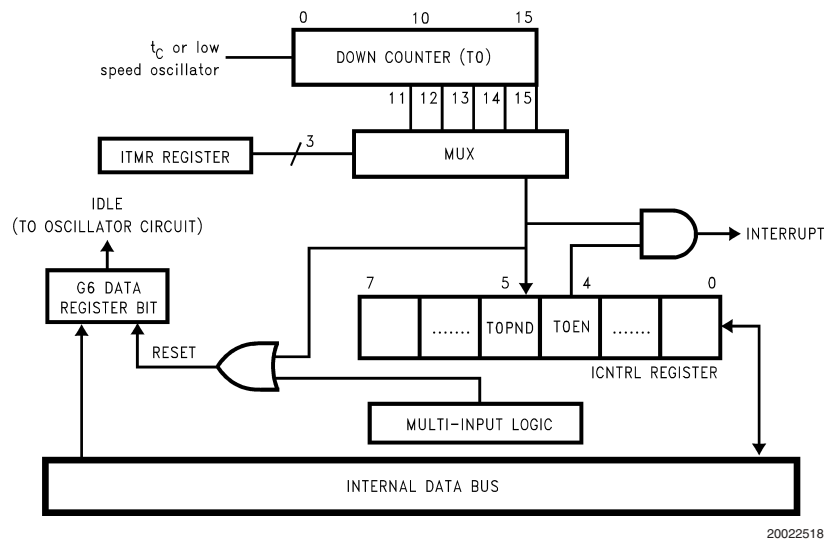 0 10 15
t_C or low
speed oscillator
DOWN COUNTER (T0)
11 12 13 14 15
ITMR REGISTER
3
MUX
IDLE
(TO OSCILLATOR CIRCUIT)
INTERRUPT
G6 DATA
REGISTER BIT
7 5 4 0
....... T0PND T0EN .......
RESET
ICNTRL REGISTER
MULTI-INPUT LOGIC
INTERNAL DATA BUS
20022518